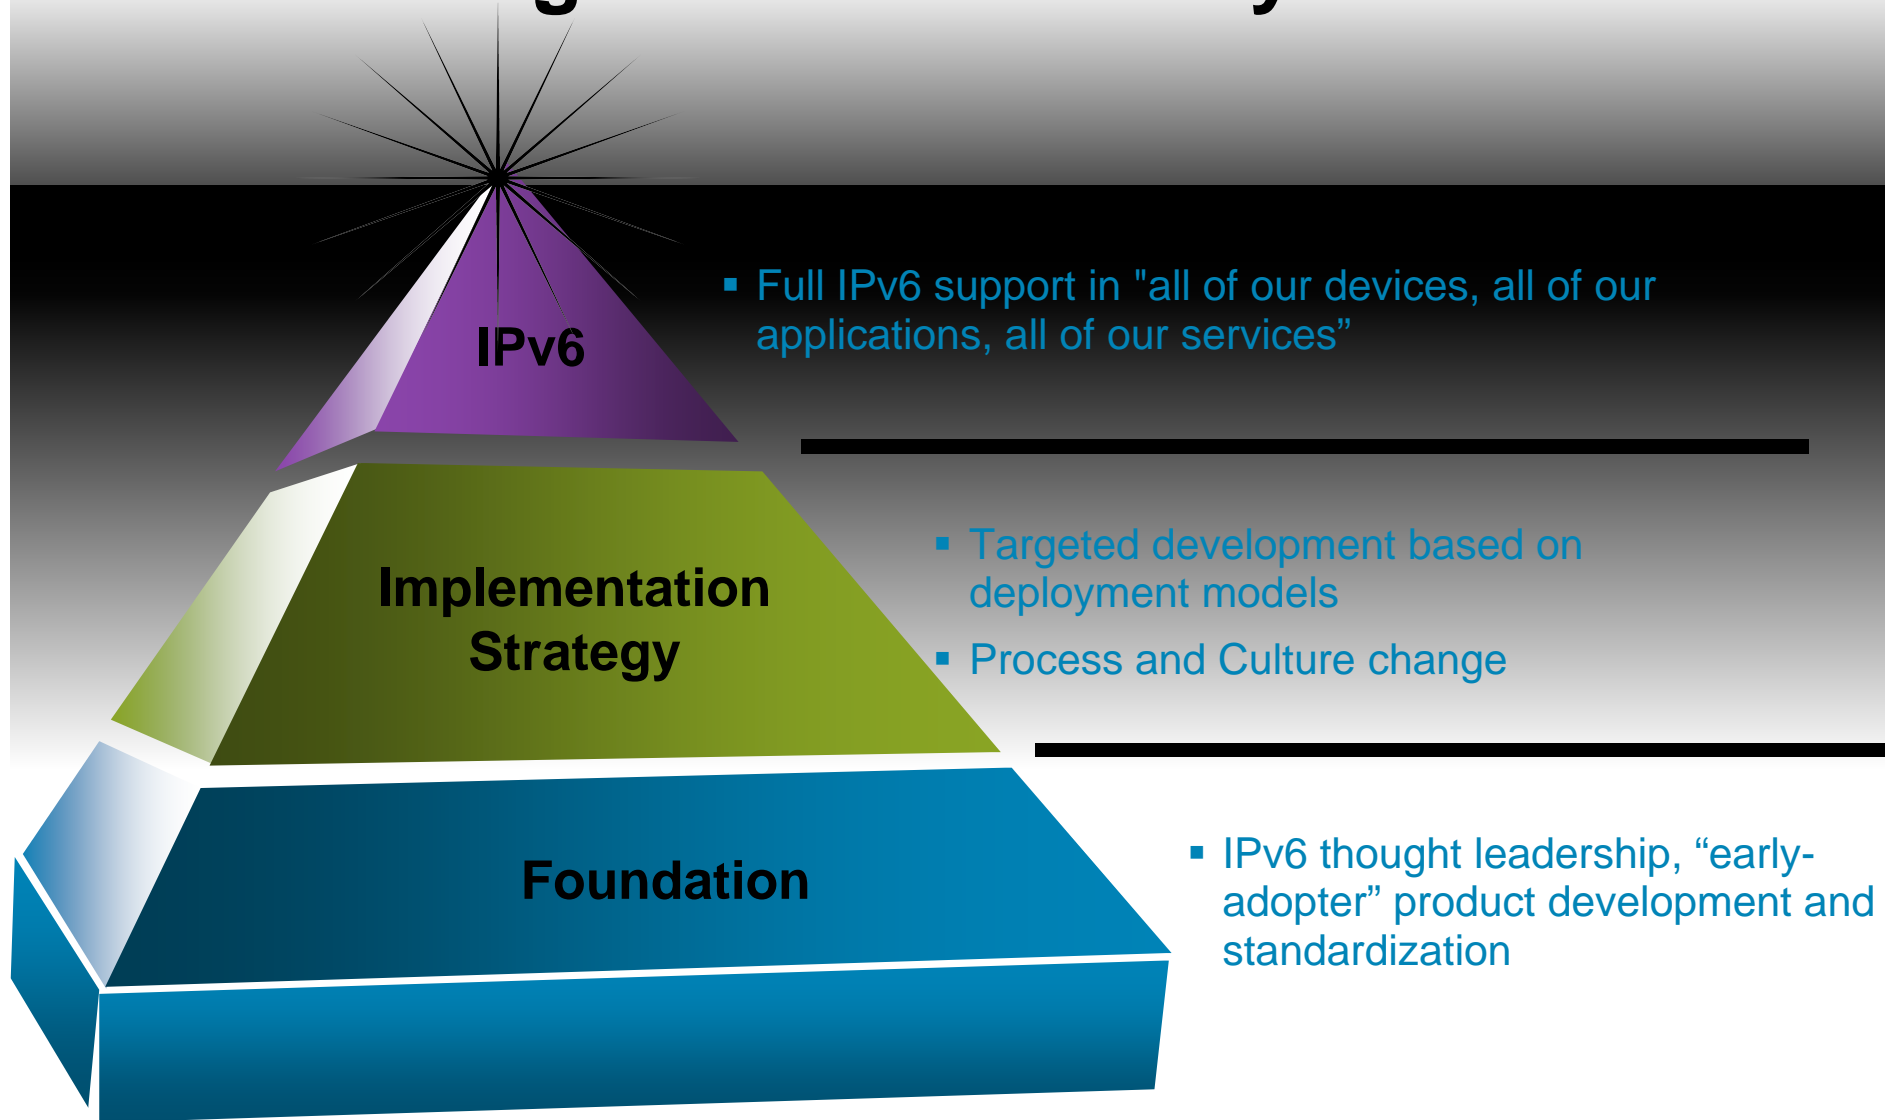 IPv6
▪ Full IPv6 support in "all of our devices, all of our
applications, all of our services”
Implementation
Strategy
▪ Targeted development based on
deployment models
▪ Process and Culture change
Foundation
▪ IPv6 thought leadership, “early-
adopter” product development and
standardization